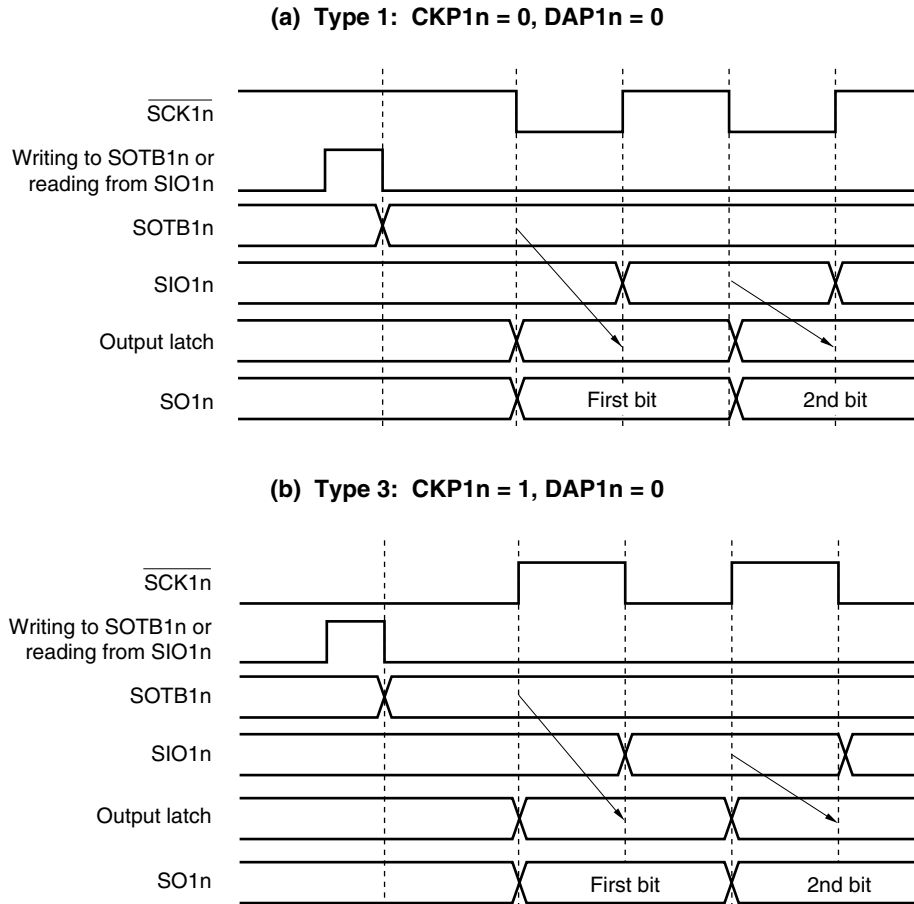 (a) Type 1: CKP1n = 0, DAP1n = 0
SCK1n
Writing to SOTB1n or
reading from SIO1n
SOTB1n
SIO1n
Output latch
SO1n
First bit
2nd bit
(b) Type 3: CKP1n = 1, DAP1n = 0
SCK1n
Writing to SOTB1n or
reading from SIO1n
SOTB1n
SIO1n
Output latch
SO1n
First bit
2nd bit